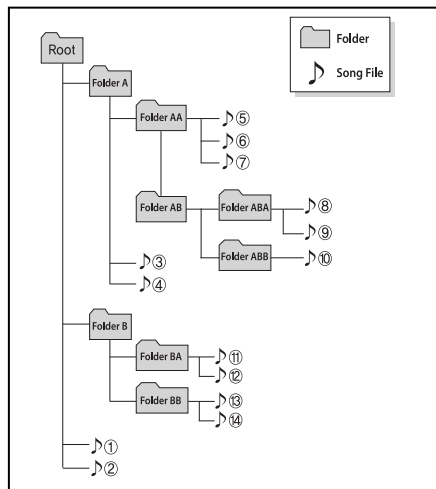 Root
Folder
Song File
Folder A
Folder AA
⑤
⑥
⑦
Folder AB
Folder ABA
⑧
⑨
Folder ABB
⑩
③
④
Folder B
Folder BA
⑪
⑫
Folder BB
⑬
⑭
①
②